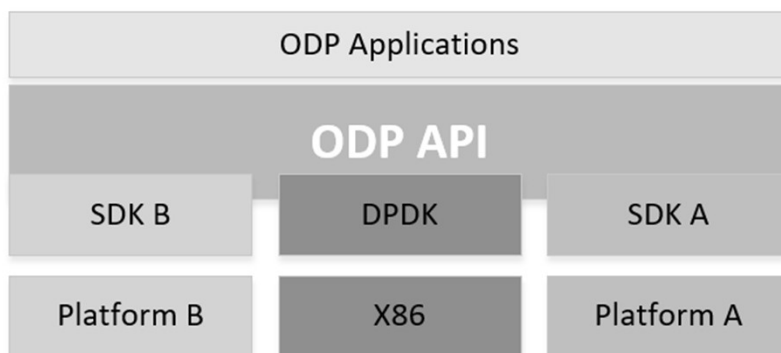 ODP Applications
ODP API
SDK B
DPDK
SDK A
Platform B
X86
Platform A